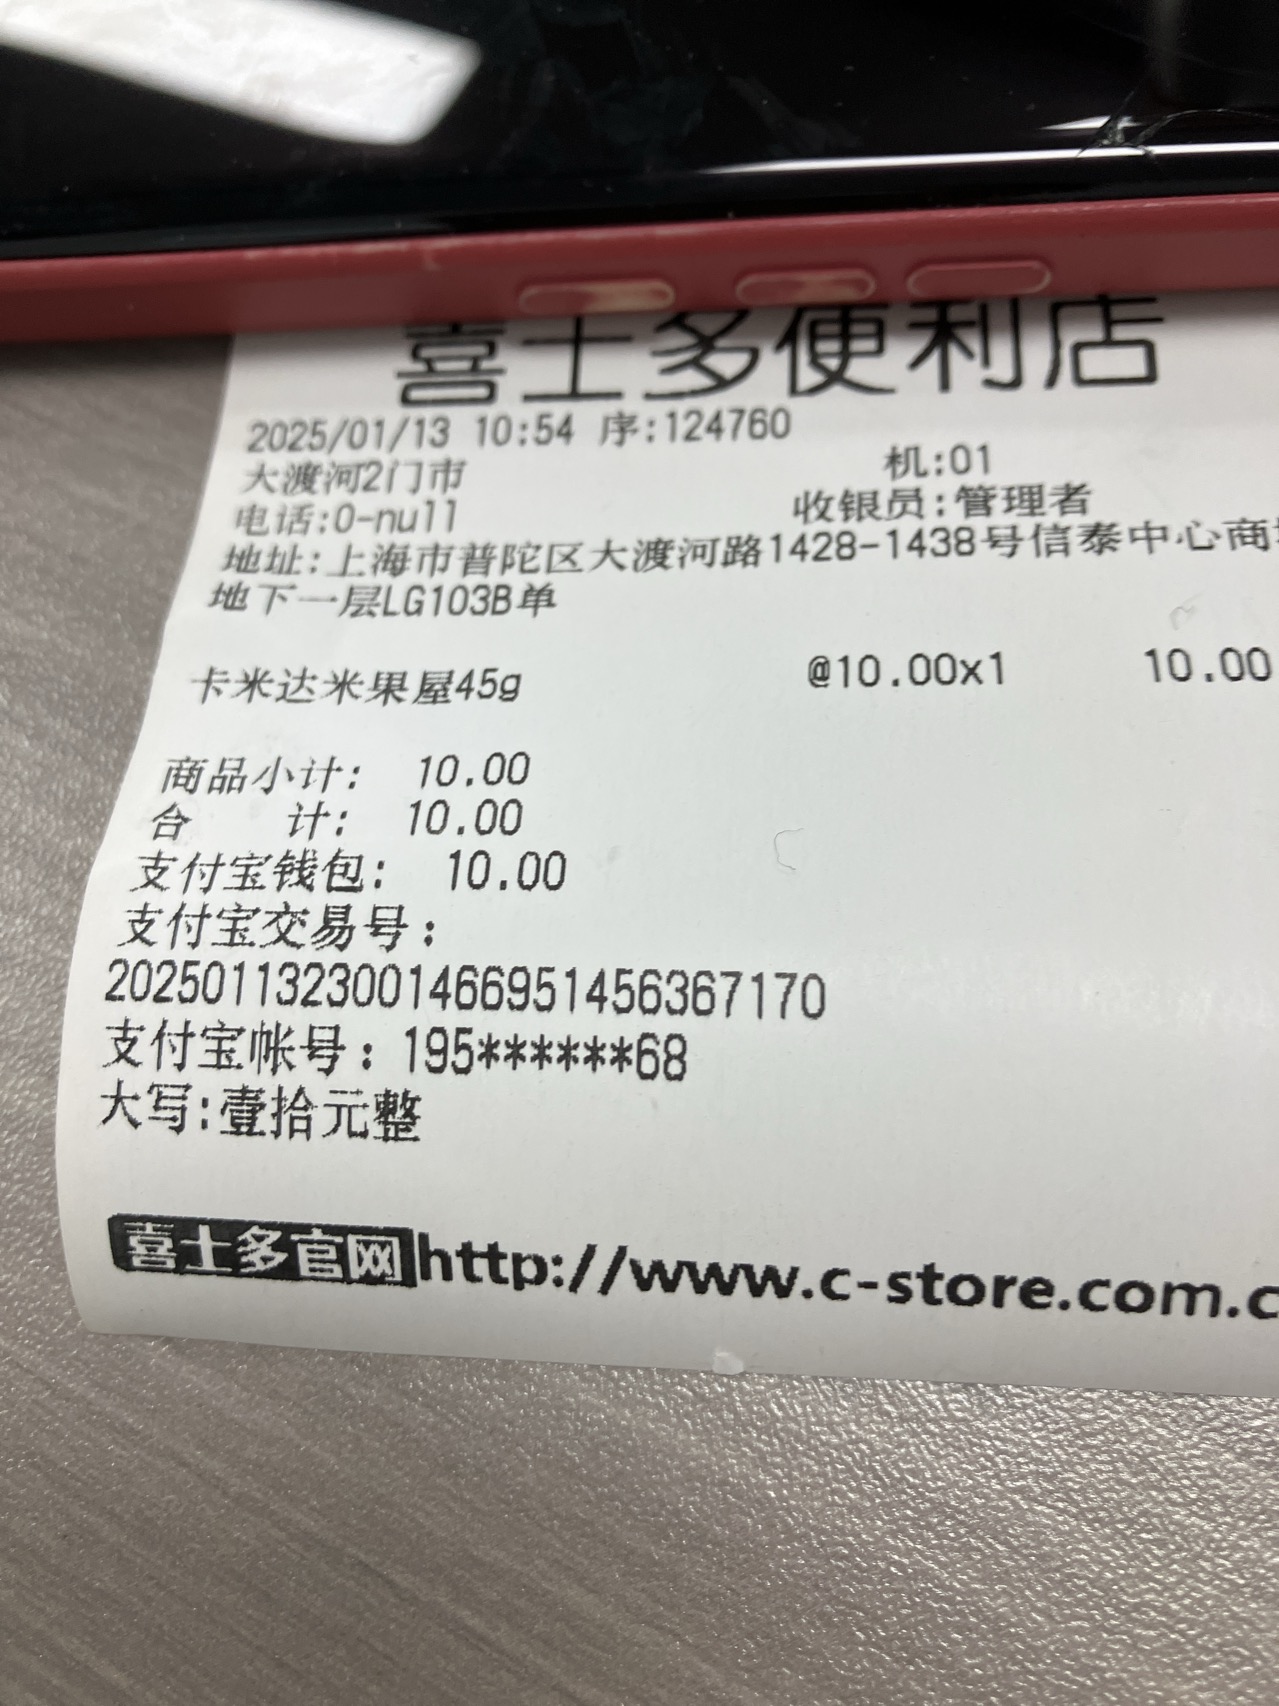 喜士多便利店
2025/01/13 10:54 序:124760
大渡河2门市 机:01
电话:0-null 收银员:管理者
地址:上海市普陀区大渡河路1428-1438号信泰中心商
地下一层LG103B单
卡米达米果屋45g @10.00x1 10.00
商品小计: 10.00
合 计: 10.00
支付宝钱包: 10.00
支付宝交易号:
2025011323001466951456367170
支付宝帐号:195******68
大写:壹拾元整
喜士多官网http://www.c-store.com.c